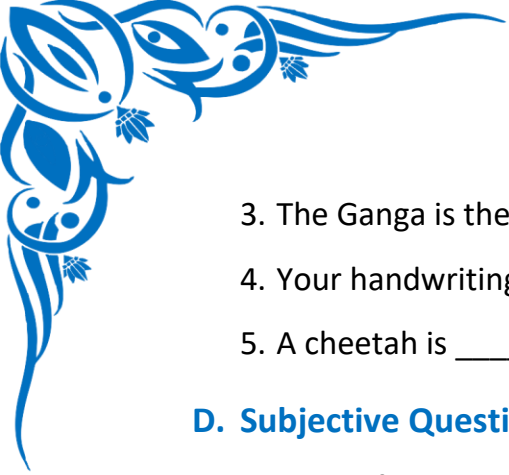 3. The Ganga is the
4. Your handwriting
5. A cheetah is ___
D. Subjective Questi